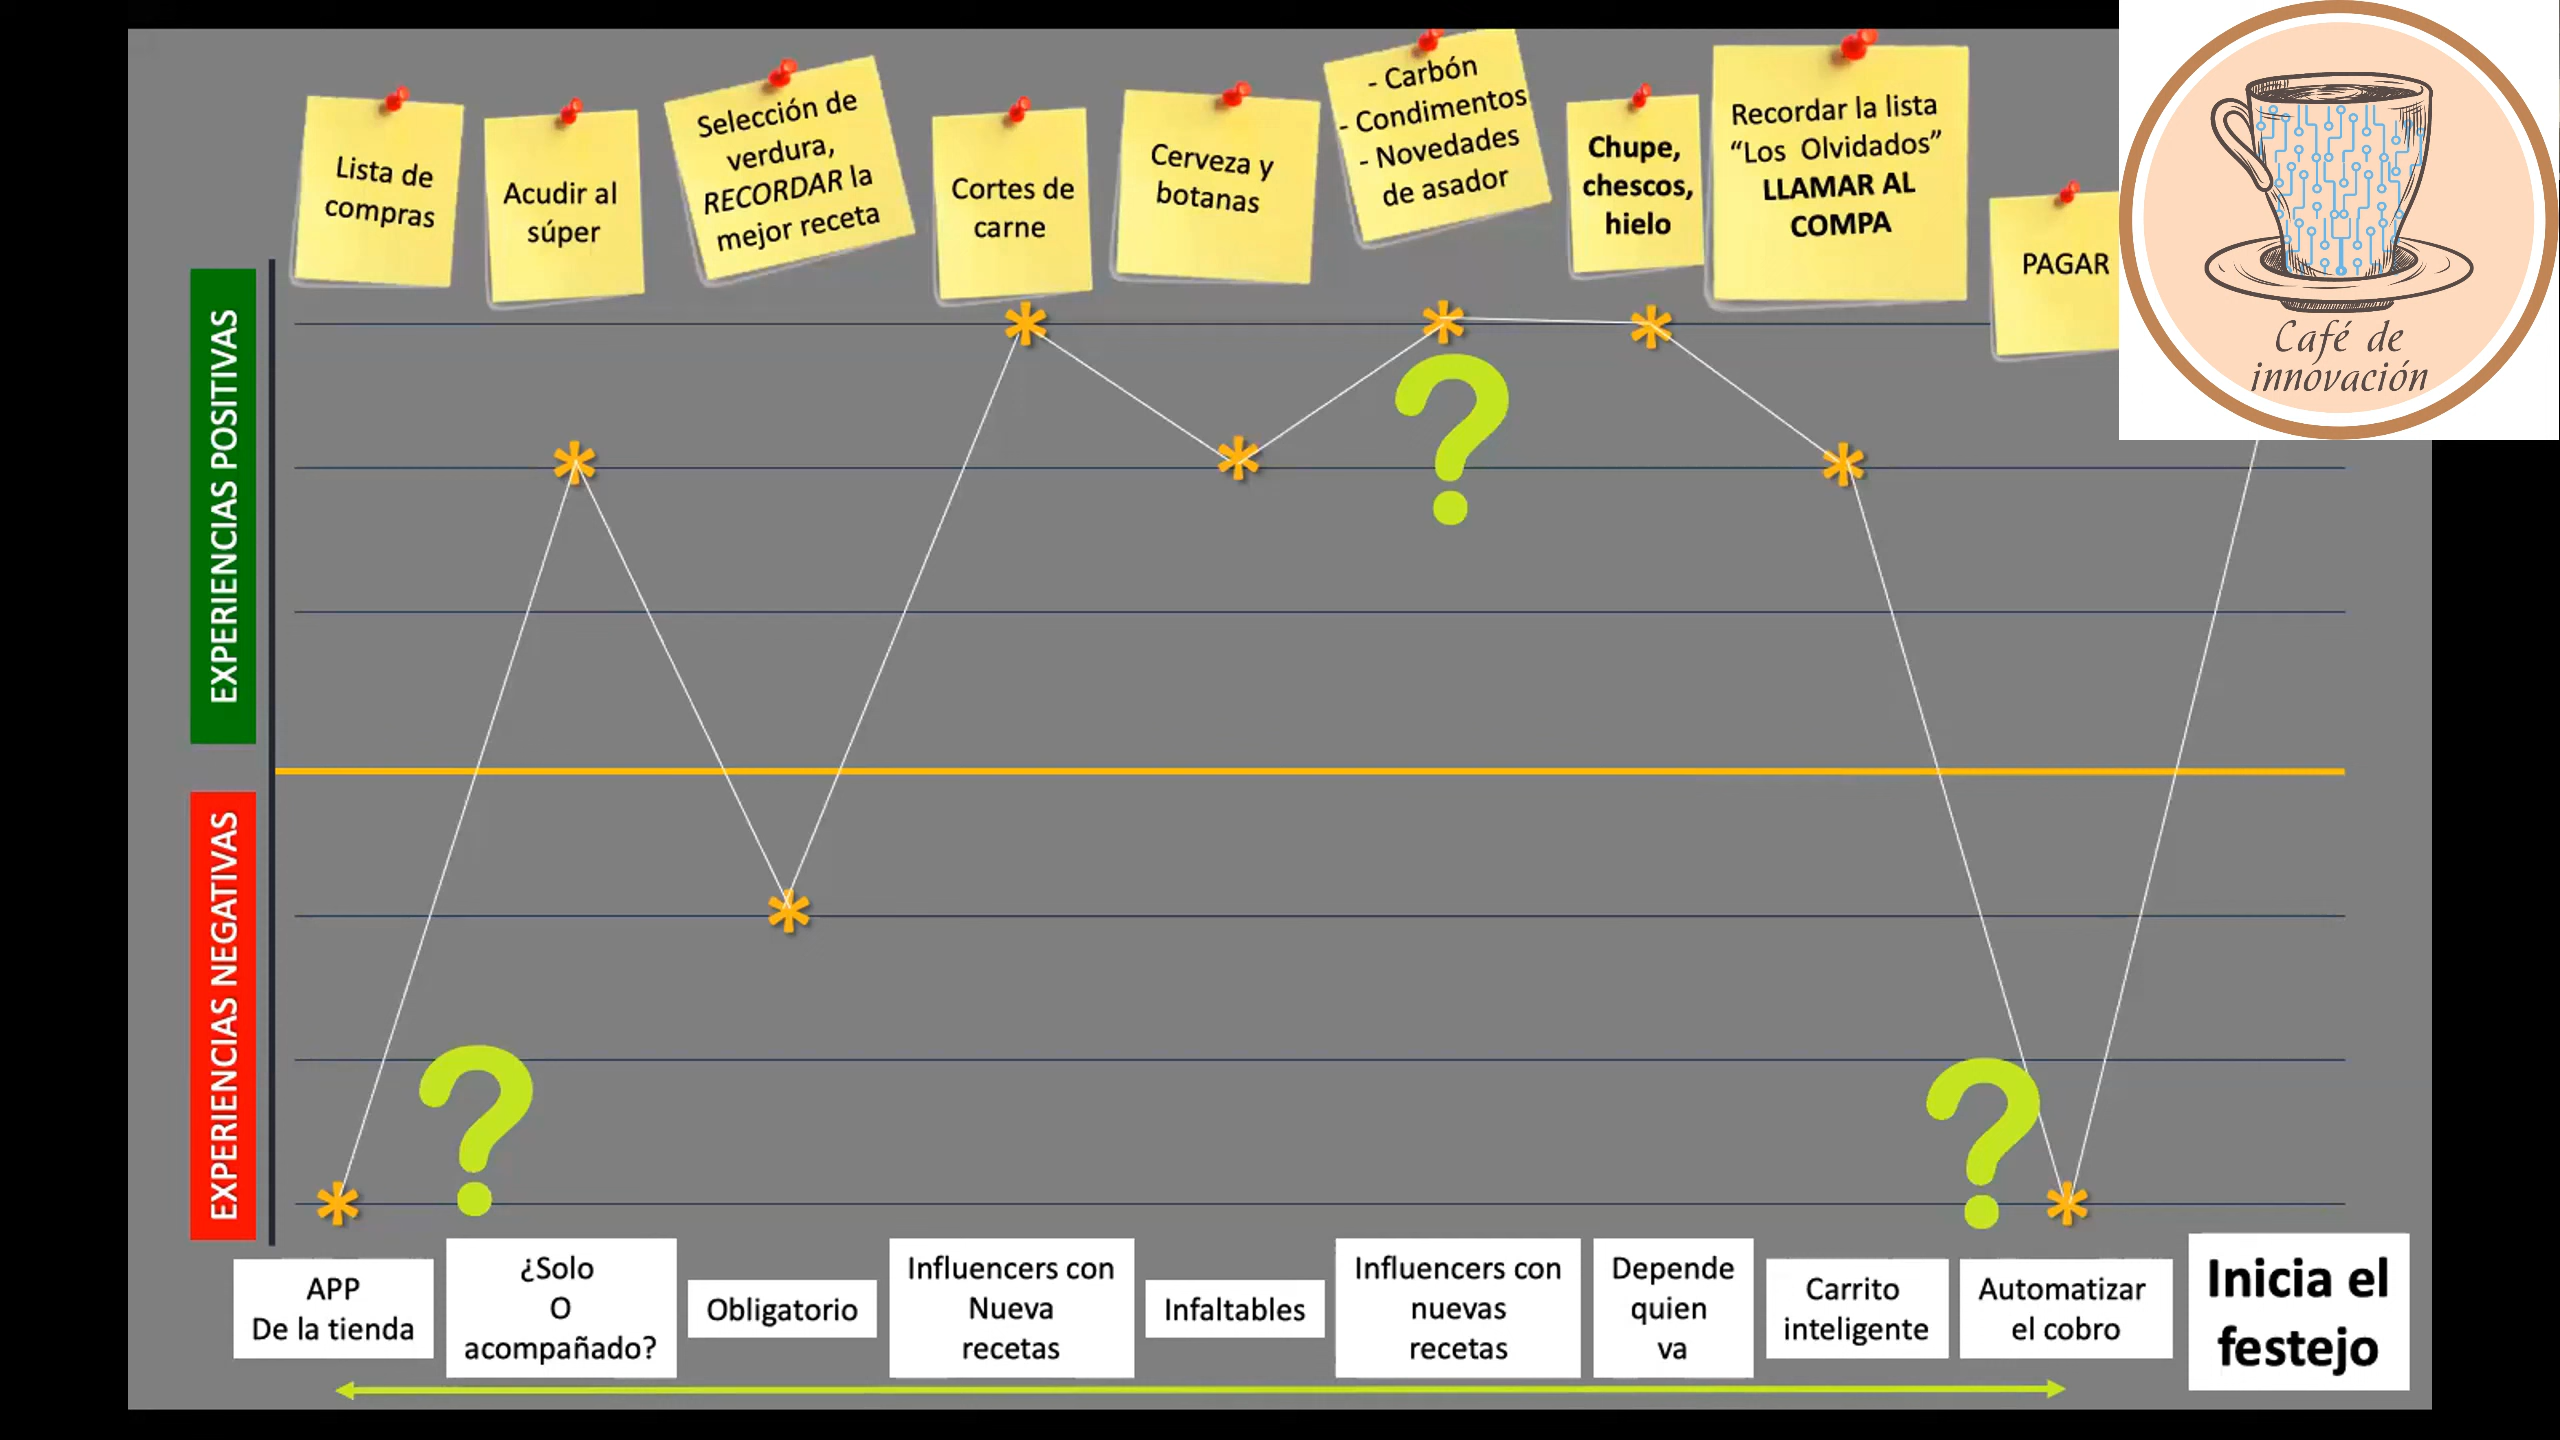 Lista de
compras
Acudir al
súper
Selección de
verdura,
RECORDAR la
mejor receta
Cortes de
carne
Cerveza y
botanas
- Carbón
- Condimentos
- Novedades
de asador
Chupe,
chescos,
hielo
Recordar la lista
“Los Olvidados”
LLAMAR AL
COMPA
PAGAR
Café de
innovación
EXPERIENCIAS POSITIVAS
EXPERIENCIAS NEGATIVAS
?
?
?
APP
De la tienda
¿Solo
O
acompañado?
Obligatorio
Influencers con
Nueva
recetas
Infaltables
Influencers con
nuevas
recetas
Depende
quien
va
Carrito
inteligente
Automatizar
el cobro
Inicia el
festejo